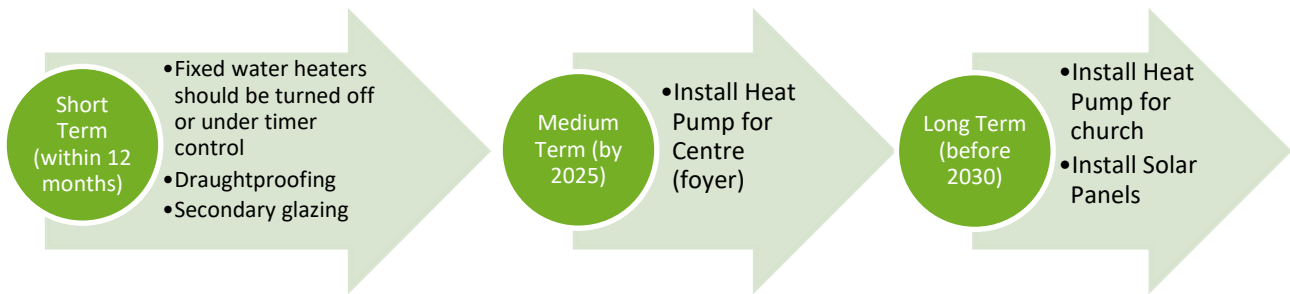 Short
Term
(within 12
months)
•Fixed water heaters
should be turned off
or under timer
control
•Draughtproofing
•Secondary glazing
Medium
Term (by
2025)
•Install Heat
Pump for
Centre
(foyer)
Long Term
(before
2030)
•Install Heat
Pump for
church
•Install Solar
Panels